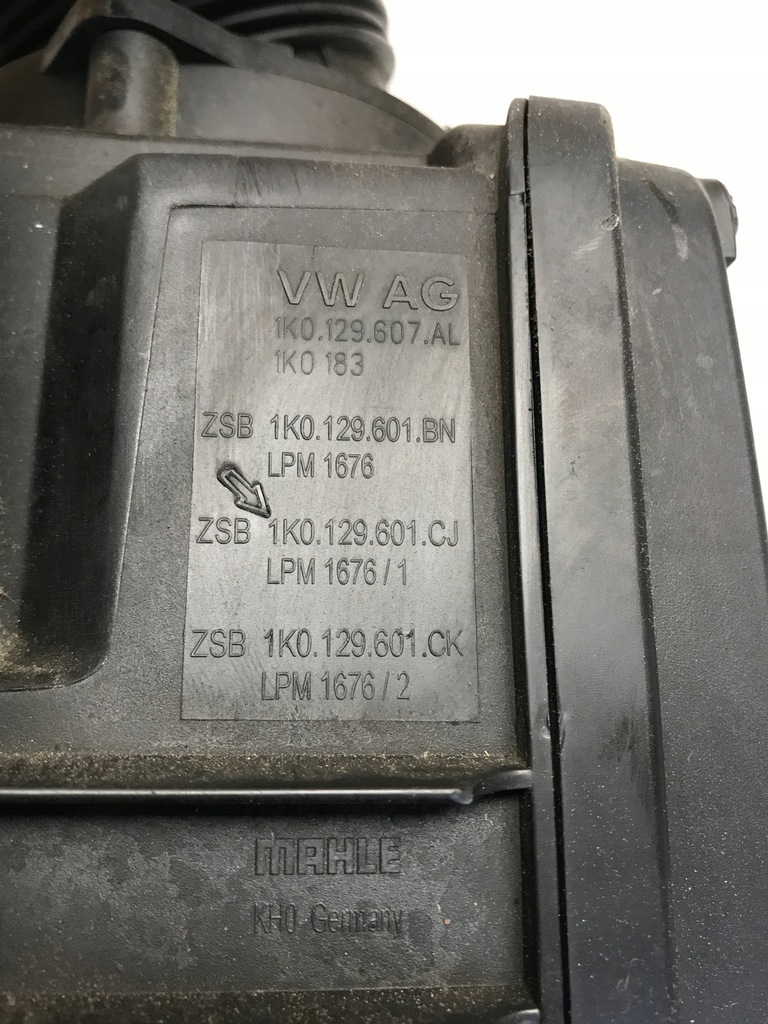 VW AG
1K0.129.607.AL
1K0 183
ZSB 1K0.129.601.BN
LPM 1676
ZSB 1K0.129.601.CJ
LPM 1676 / 1
ZSB 1K0.129.601.CK
LPM 1676 / 2
MAHLE
KH0 Germany